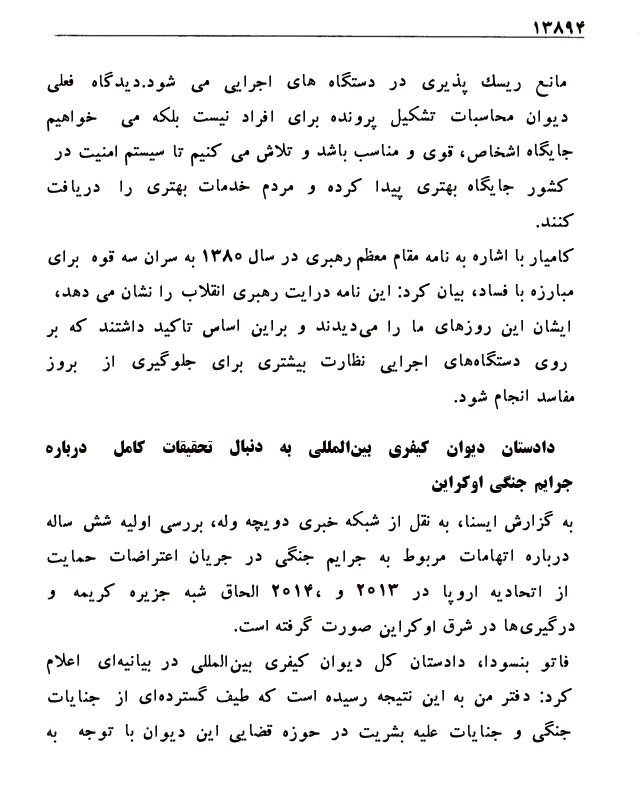 ۱۳۸۹۴
مانع ریسك پذیری در دستگاه های اجرایی می شود.دیدگاه فعلی
دیوان محاسبات تشکیل پرونده برای افراد نیست بلکه می خواهیم
جایگاه اشخاص، قوی و مناسب باشد و تلاش می کنیم تا سیستم امنیت در
کشور جایگاه بهتری پیدا کرده و مردم خدمات بهتری را دریافت
کنند.
کامیار با اشاره به نامه مقام معظم رهبری در سال ۱۳۸۰ به سران سه قوه برای
مبارزه با فساد، بیان کرد: این نامه درایت رهبری انقلاب را نشان می دهد،
ایشان این روزهای ما را می‌دیدند و براین اساس تاکید داشتند که بر
روی دستگاه‌های اجرایی نظارت بیشتری برای جلوگیری از بروز
مفاسد انجام شود.
دادستان دیوان کیفری بین‌المللی به دنبال تحقیقات کامل درباره
جرایم جنگی اوکراین
به گزارش ایسنا، به نقل از شبکه خبری دویچه وله، بررسی اولیه شش ساله
درباره اتهامات مربوط به جرایم جنگی در جریان اعتراضات حمایت
از اتحادیه اروپا در ۲۰۱۳ و ۲۰۱۴، الحاق شبه جزیره کریمه و
درگیری‌ها در شرق اوکراین صورت گرفته است.
فاتو بنسودا، دادستان کل دیوان کیفری بین‌المللی در بیانیه‌ای اعلام
کرد: دفتر من به این نتیجه رسیده است که طیف گسترده‌ای از جنایات
جنگی و جنایات علیه بشریت در حوزه قضایی این دیوان با توجه به